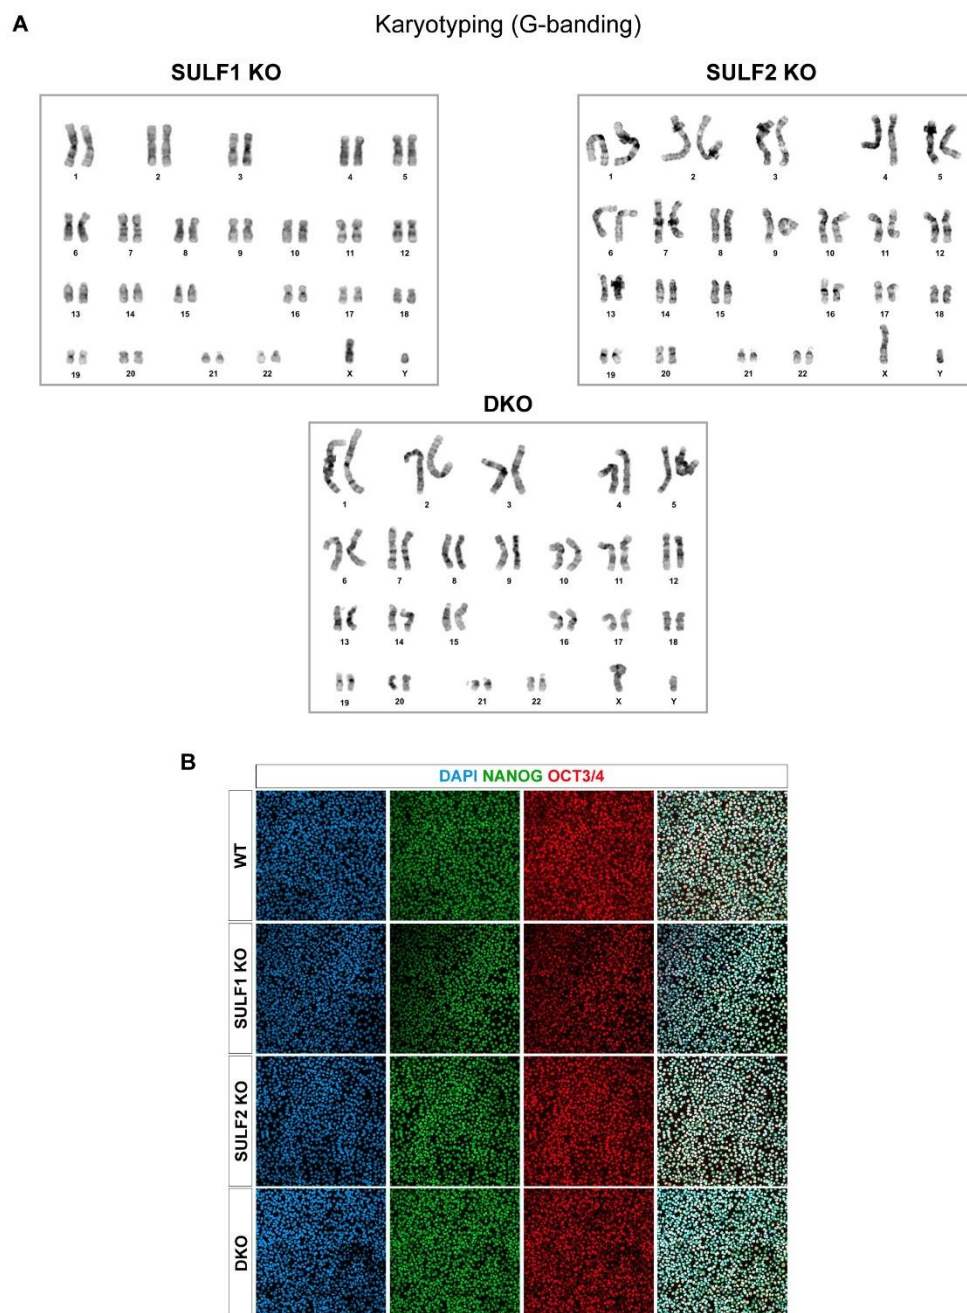 A
Karyotyping (G-banding)
SULF1 KO
1 2 3 4 5
6 7 8 9 10 11 12
13 14 15 16 17 18
19 20 21 22 X Y
SULF2 KO
1 2 3 4 5
6 7 8 9 10 11 12
13 14 15 16 17 18
19 20 21 22 X Y
DKO
1 2 3 4 5
6 7 8 9 10 11 12
13 14 15 16 17 18
19 20 21 22 X Y
B
DAPI NANOG OCT3/4
WT
SULF1 KO
SULF2 KO
DKO